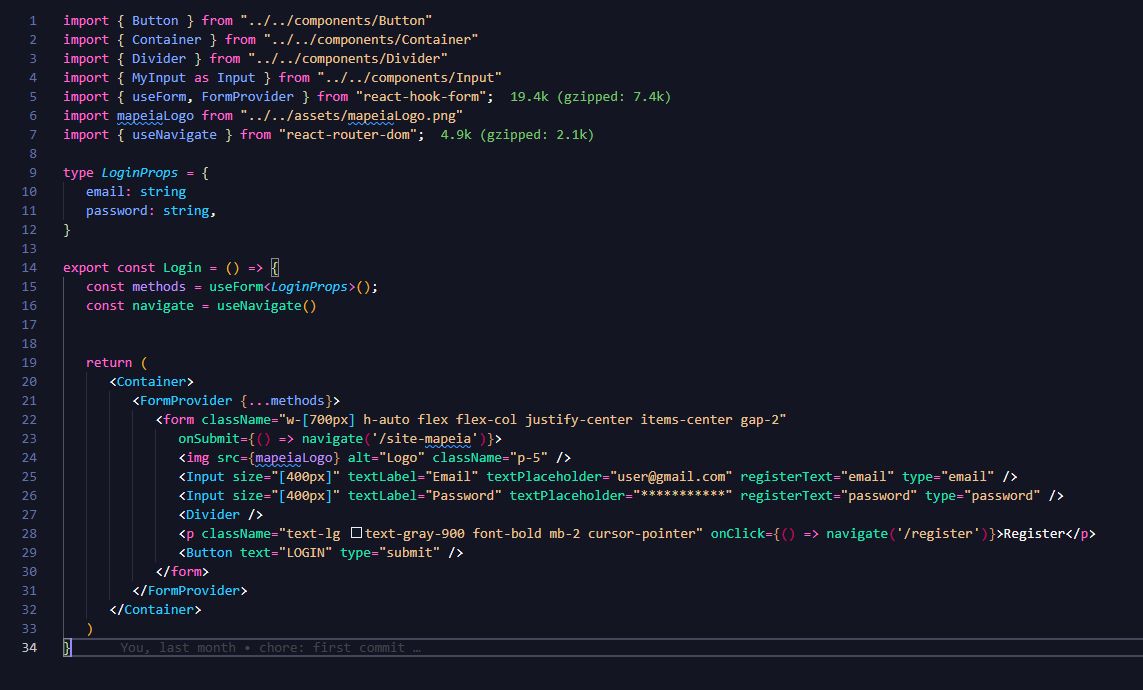 1 import { Button } from "../../components/Button"
2 import { Container } from "../../components/Container"
3 import { Divider } from "../../components/Divider"
4 import { MyInput as Input } from "../../components/Input"
5 import { useForm, FormProvider } from "react-hook-form"; 19.4k (gzipped: 7.4k)
6 import mapeiaLogo from "../../assets/mapeiaLogo.png"
7 import { useNavigate } from "react-router-dom"; 4.9k (gzipped: 2.1k)
8
9 type LoginProps = {
10 email: string
11 password: string,
12 }
13
14 export const Login = () => {
15 const methods = useForm<LoginProps>();
16 const navigate = useNavigate()
17
18
19 return (
20 <Container>
21 <FormProvider {...methods}>
22 <form className="w-[700px] h-auto flex flex-col justify-center items-center gap-2"
23 onSubmit={() => navigate('/site-mapeia')}>
24 <img src={mapeiaLogo} alt="Logo" className="p-5" />
25 <Input size="[400px]" textLabel="Email" textPlaceholder="user@gmail.com" registerText="email" type="email" />
26 <Input size="[400px]" textLabel="Password" textPlaceholder="***********" registerText="password" type="password" />
27 <Divider />
28 <p className="text-lg text-gray-900 font-bold mb-2 cursor-pointer" onClick={() => navigate('/register')}>Register</p>
29 <Button text="LOGIN" type="submit" />
30 </form>
31 </FormProvider>
32 </Container>
33 )
34 } You, last month • chore: first commit …